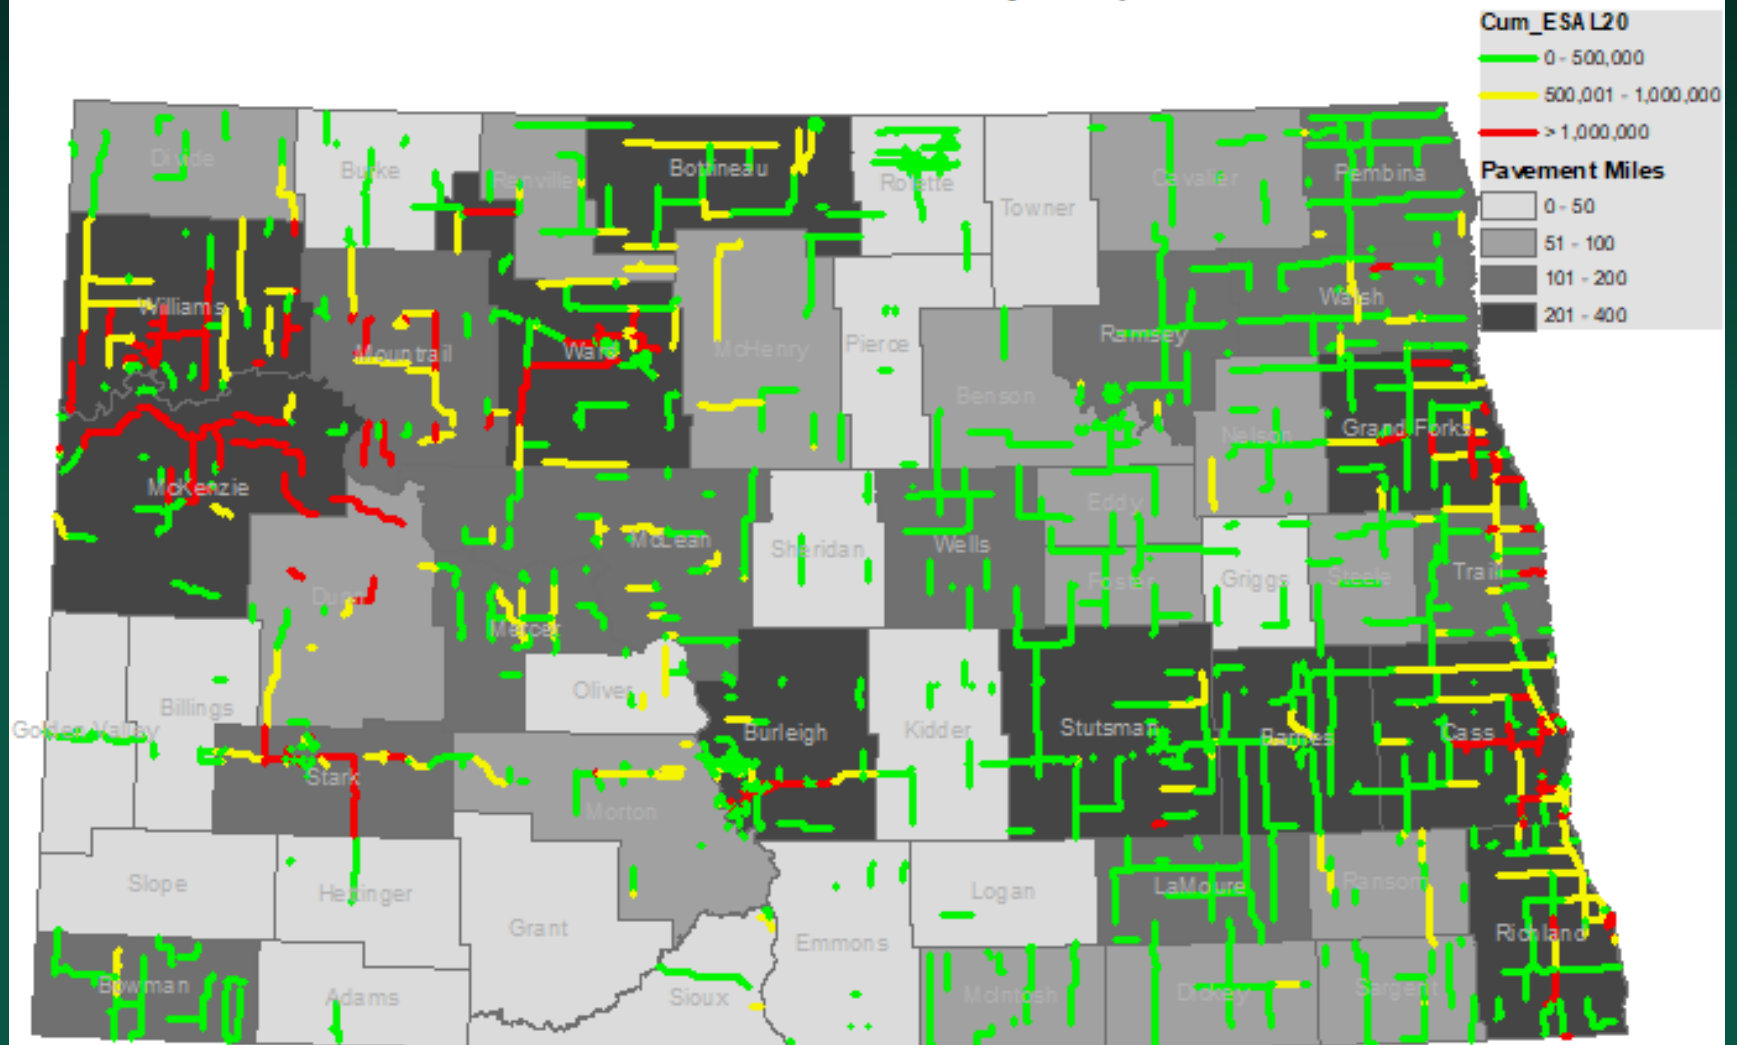 Cum_ESAL20
0 - 500,000
500,001 - 1,000,000
> 1,000,000
Pavement Miles
0 - 50
51 - 100
101 - 200
201 - 400
Divide
Burke
Renville
Bottineau
Rolette
Towner
Cavalier
Pembina
Williams
Mountrail
Ward
McHenry
Pierce
Benson
Ramsey
Walsh
Nelson
Grand Forks
McKenzie
Dunn
Mercer
McLean
Sheridan
Wells
Eddy
Foster
Griggs
Steele
Traill
Golden Valley
Billings
Stark
Oliver
Morton
Burleigh
Kidder
Stutsman
Barnes
Cass
Slope
Hettinger
Grant
Emmons
Logan
LaMoure
Ransom
Richland
Bowman
Adams
Sioux
McIntosh
Dickey
Sargent